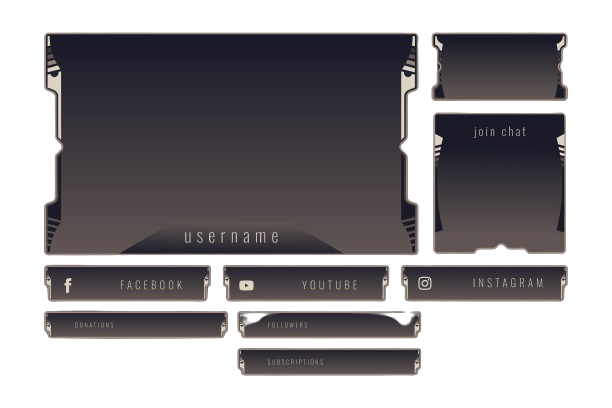 join chat
username
FACEBOOK
YOUTUBE
INSTAGRAM
DONATIONS
FOLLOWERS
SUBSCRIPTIONS